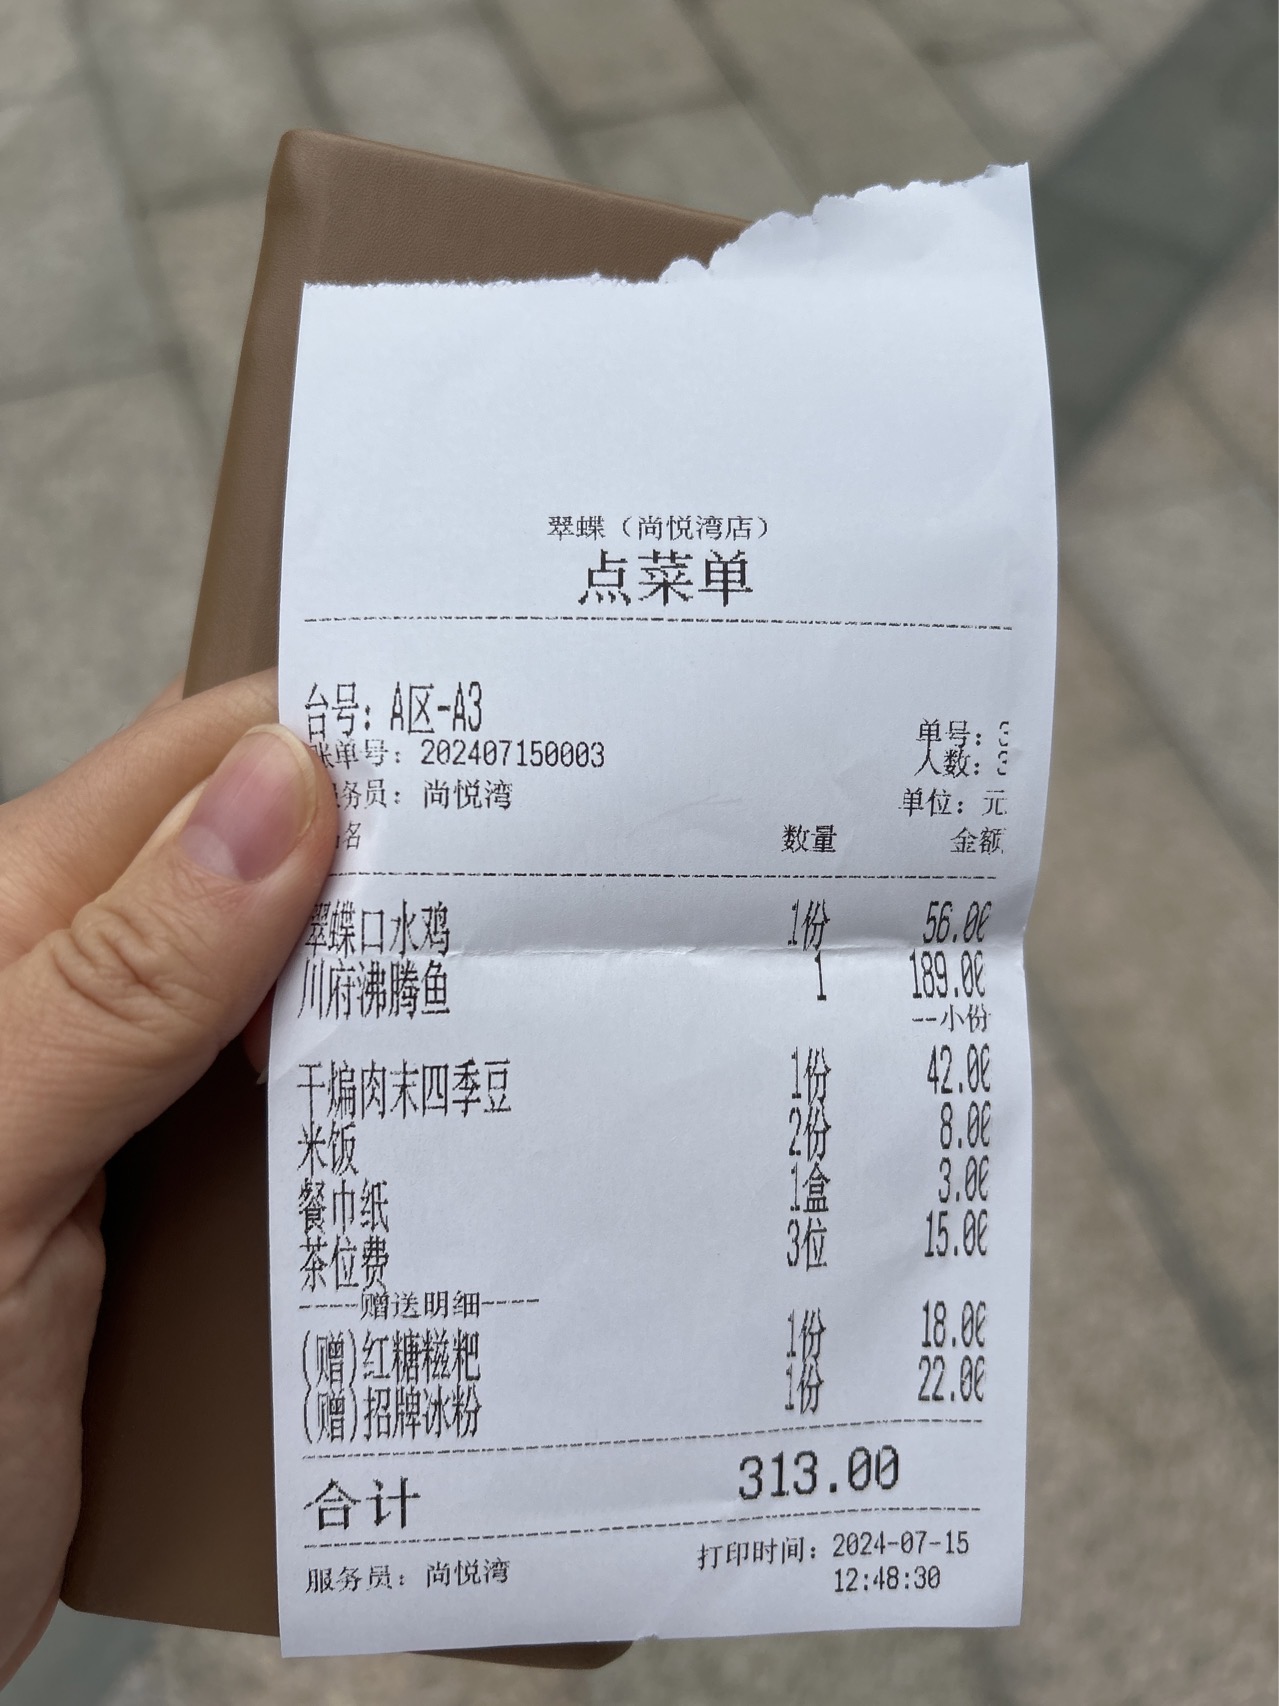 翠蝶（尚悦湾店）
点菜单
台号：A区-A3
单号：3
账单号：202407150003
人数：3
服务员：尚悦湾
单位：元
名 数量 金额
翠蝶口水鸡 1份 56.00
川府沸腾鱼 1 189.00
--小份
干煸肉末四季豆 1份 42.00
米饭 2份 8.00
餐巾纸 1盒 3.00
茶位费 3位 15.00
----赠送明细----
(赠)红糖糍粑 1份 18.00
(赠)招牌冰粉 1份 22.00
合计 313.00
服务员：尚悦湾 打印时间：2024-07-15
12:48:30